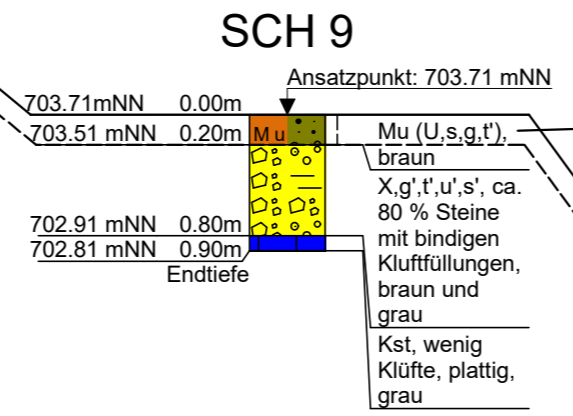 SCH 9
Ansatzpunkt: 703.71 mNN
703.71mNN 0.00m
703.51 mNN 0.20m
Mu
Mu (U,s,g,t'),
braun
X,g',t',u',s', ca.
80 % Steine
mit bindigen
Kluftfüllungen,
braun und
grau
702.91 mNN 0.80m
702.81 mNN 0.90m
Endtiefe
Kst, wenig
Klüfte, plattig,
grau